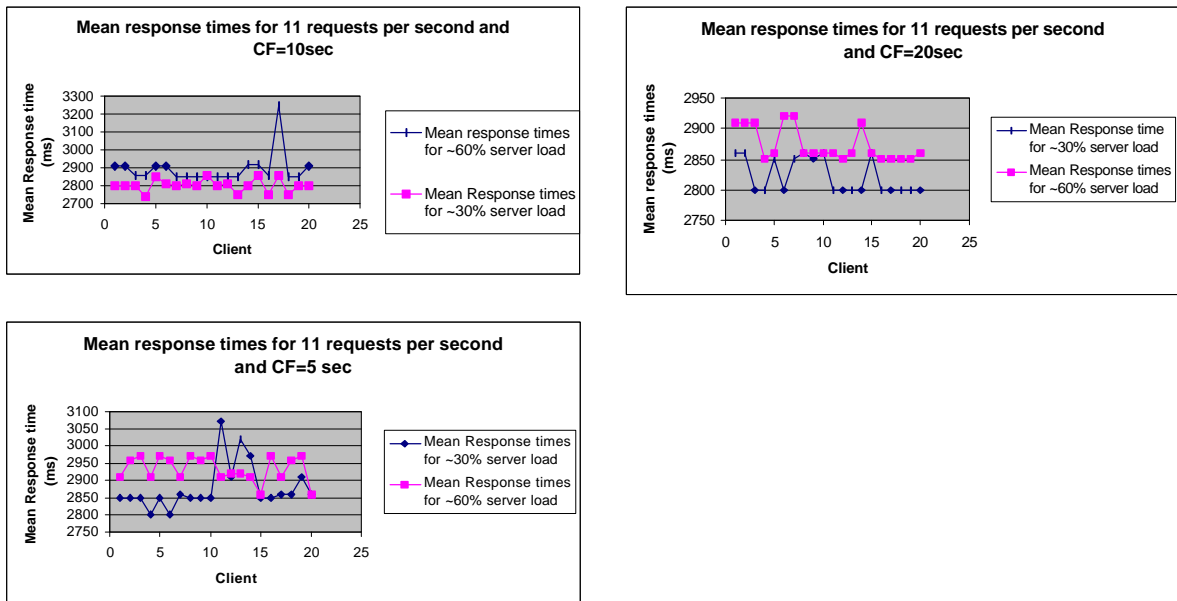 Mean response times for 11 requests per second and
CF=10sec
3300
3200
3100
3000
2900
2800
2700
0 5 10 15 20 25
Client
Mean Response time
(ms)
Mean response times
for ~60% server load
Mean Response times
for ~30% server load
Mean response times for 11 requests per second
and CF=20sec
2950
2900
2850
2800
2750
0 5 10 15 20 25
Client
Mean response times
(ms)
Mean Response time
for ~30% server load
Mean Response times
for ~60% server load
Mean response times for 11 requests per second
and CF=5 sec
3100
3050
3000
2950
2900
2850
2800
2750
0 5 10 15 20 25
Client
Mean Response time
(ms)
Mean Response times
for ~30% server load
Mean Response times
for ~60% server load